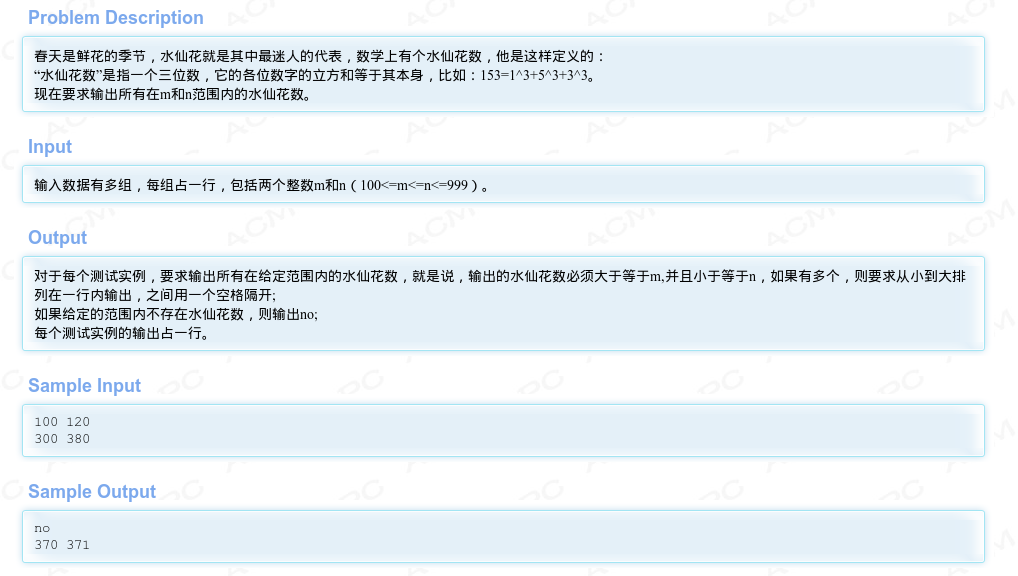 Problem Description
春天是鲜花的季节，水仙花就是其中最迷人的代表，数学上有个水仙花数，他是这样定义的：
“水仙花数”是指一个三位数，它的各位数字的立方和等于其本身，比如：153=1^3+5^3+3^3。
现在要求输出所有在m和n范围内的水仙花数。
Input
输入数据有多组，每组占一行，包括两个整数m和n（100<=m<=n<=999）。
Output
对于每个测试实例，要求输出所有在给定范围内的水仙花数，就是说，输出的水仙花数必须大于等于m,并且小于等于n，如果有多个，则要求从小到大排
列在一行内输出，之间用一个空格隔开;
如果给定的范围内不存在水仙花数，则输出no;
每个测试实例的输出占一行。
Sample Input
100 120
300 380
Sample Output
no
370 371